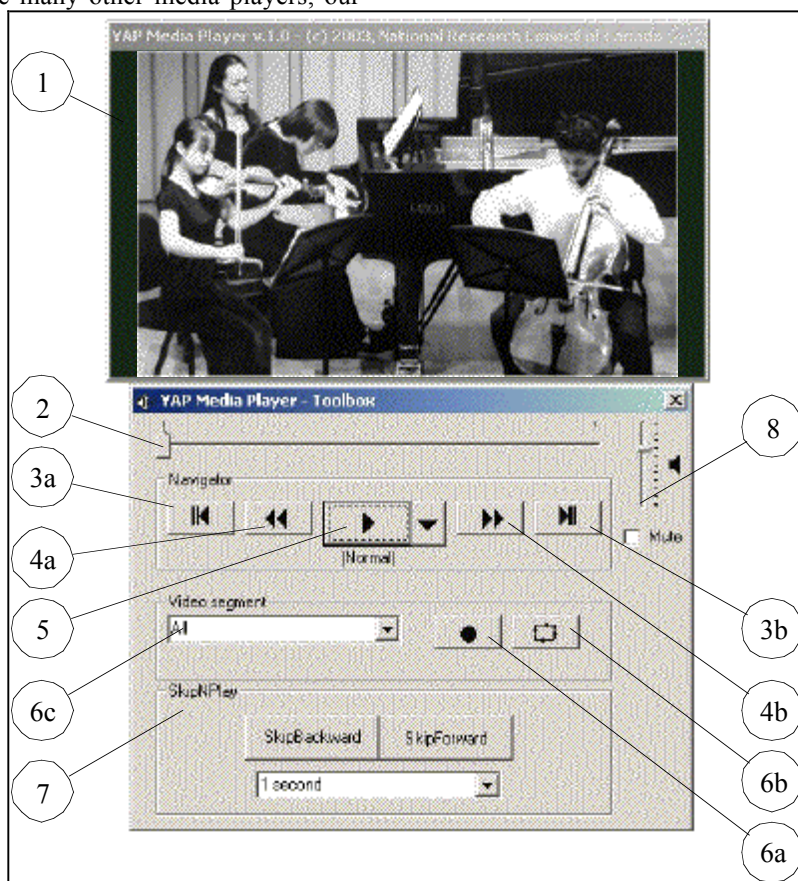 many other media players, our
YAP Media Player v.1.0 - (c) 2003, National Research Council of Canada
1
YAP Media Player - Toolbox
2
8
3a
Navigator
4a
Mute
[Normal]
5
Video segment
All
3b
6c
SkipNPlay
4b
SkipBackward SkipForward
7
6b
1 second
6a